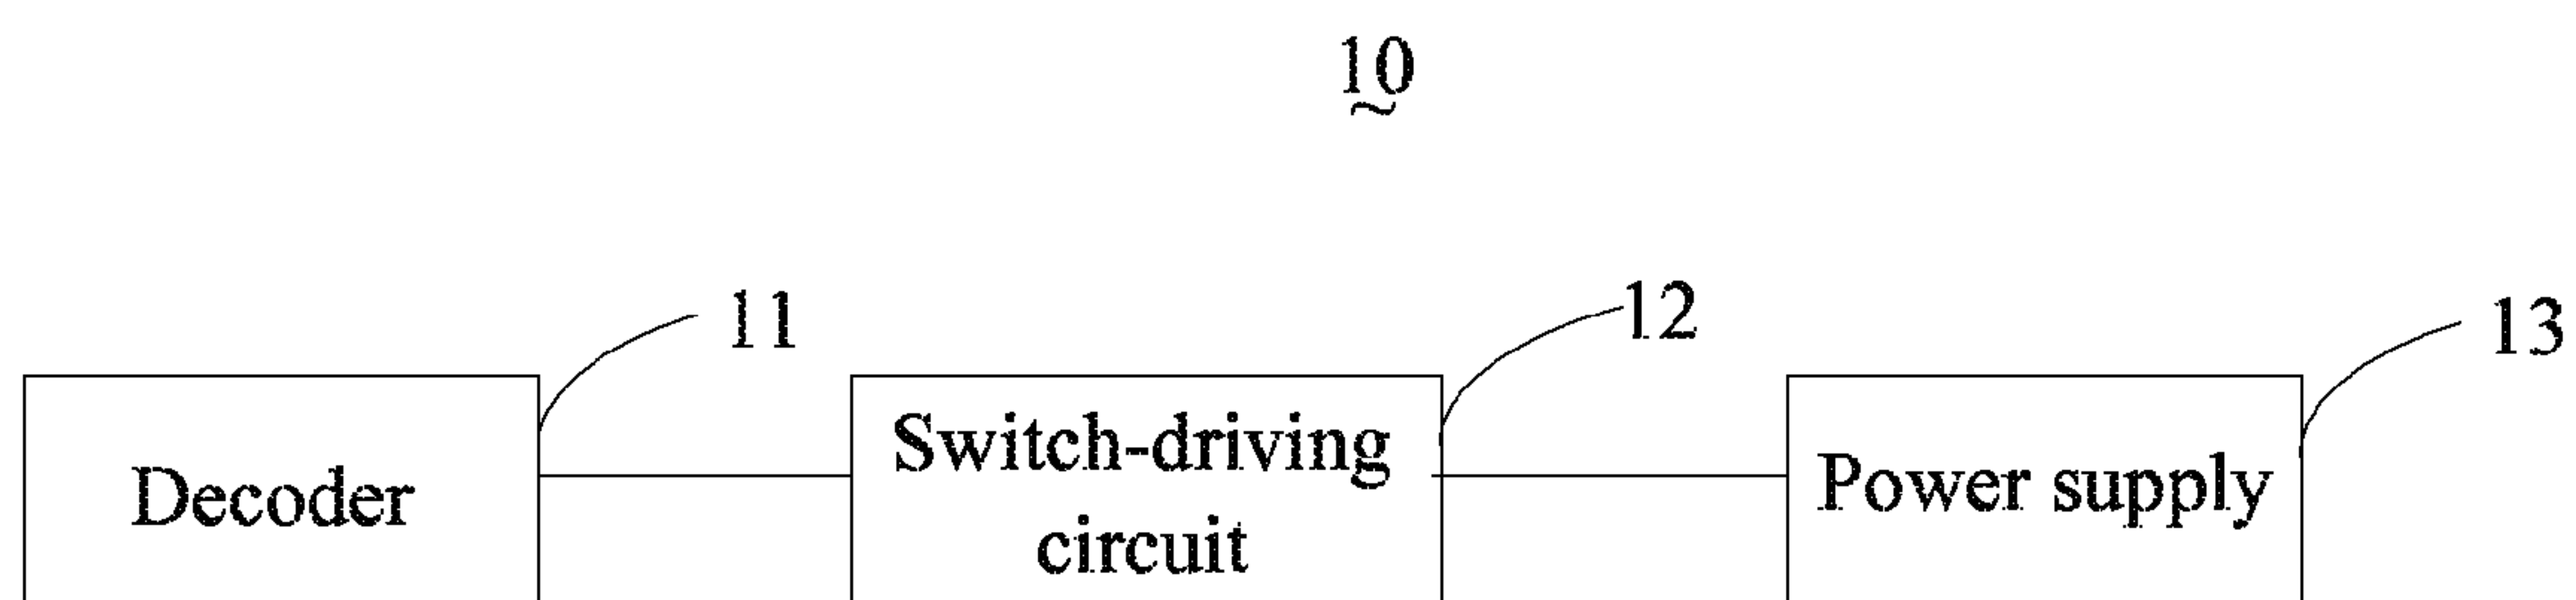 10
11
12
13
Decoder
Switch-driving
circuit
Power supply